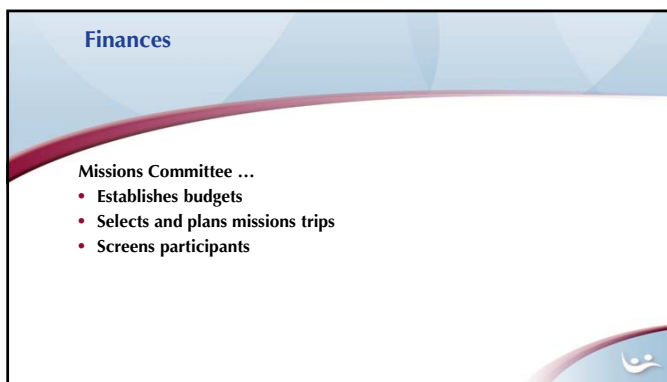 Finances
Missions Committee …
• Establishes budgets
• Selects and plans missions trips
• Screens participants